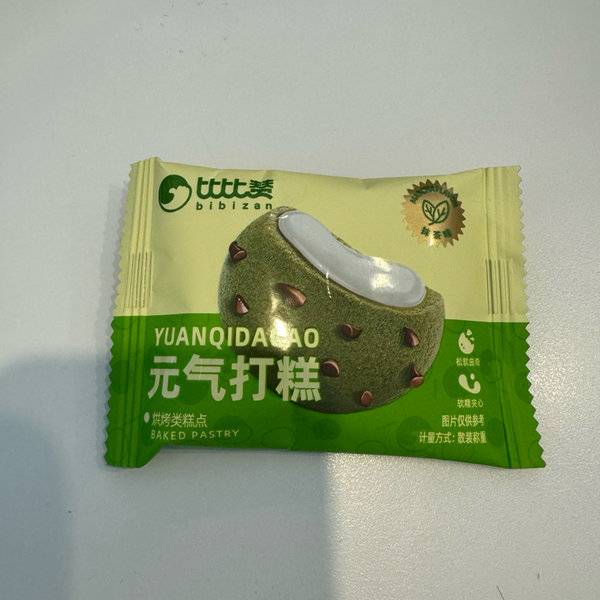 比比赞
bibizan
抹茶味
YUANQIDAGAO
元气打糕
烘烤类糕点
BAKED PASTRY
松软曲奇
软糯夹心
图片仅供参考
计量方式：散装称重